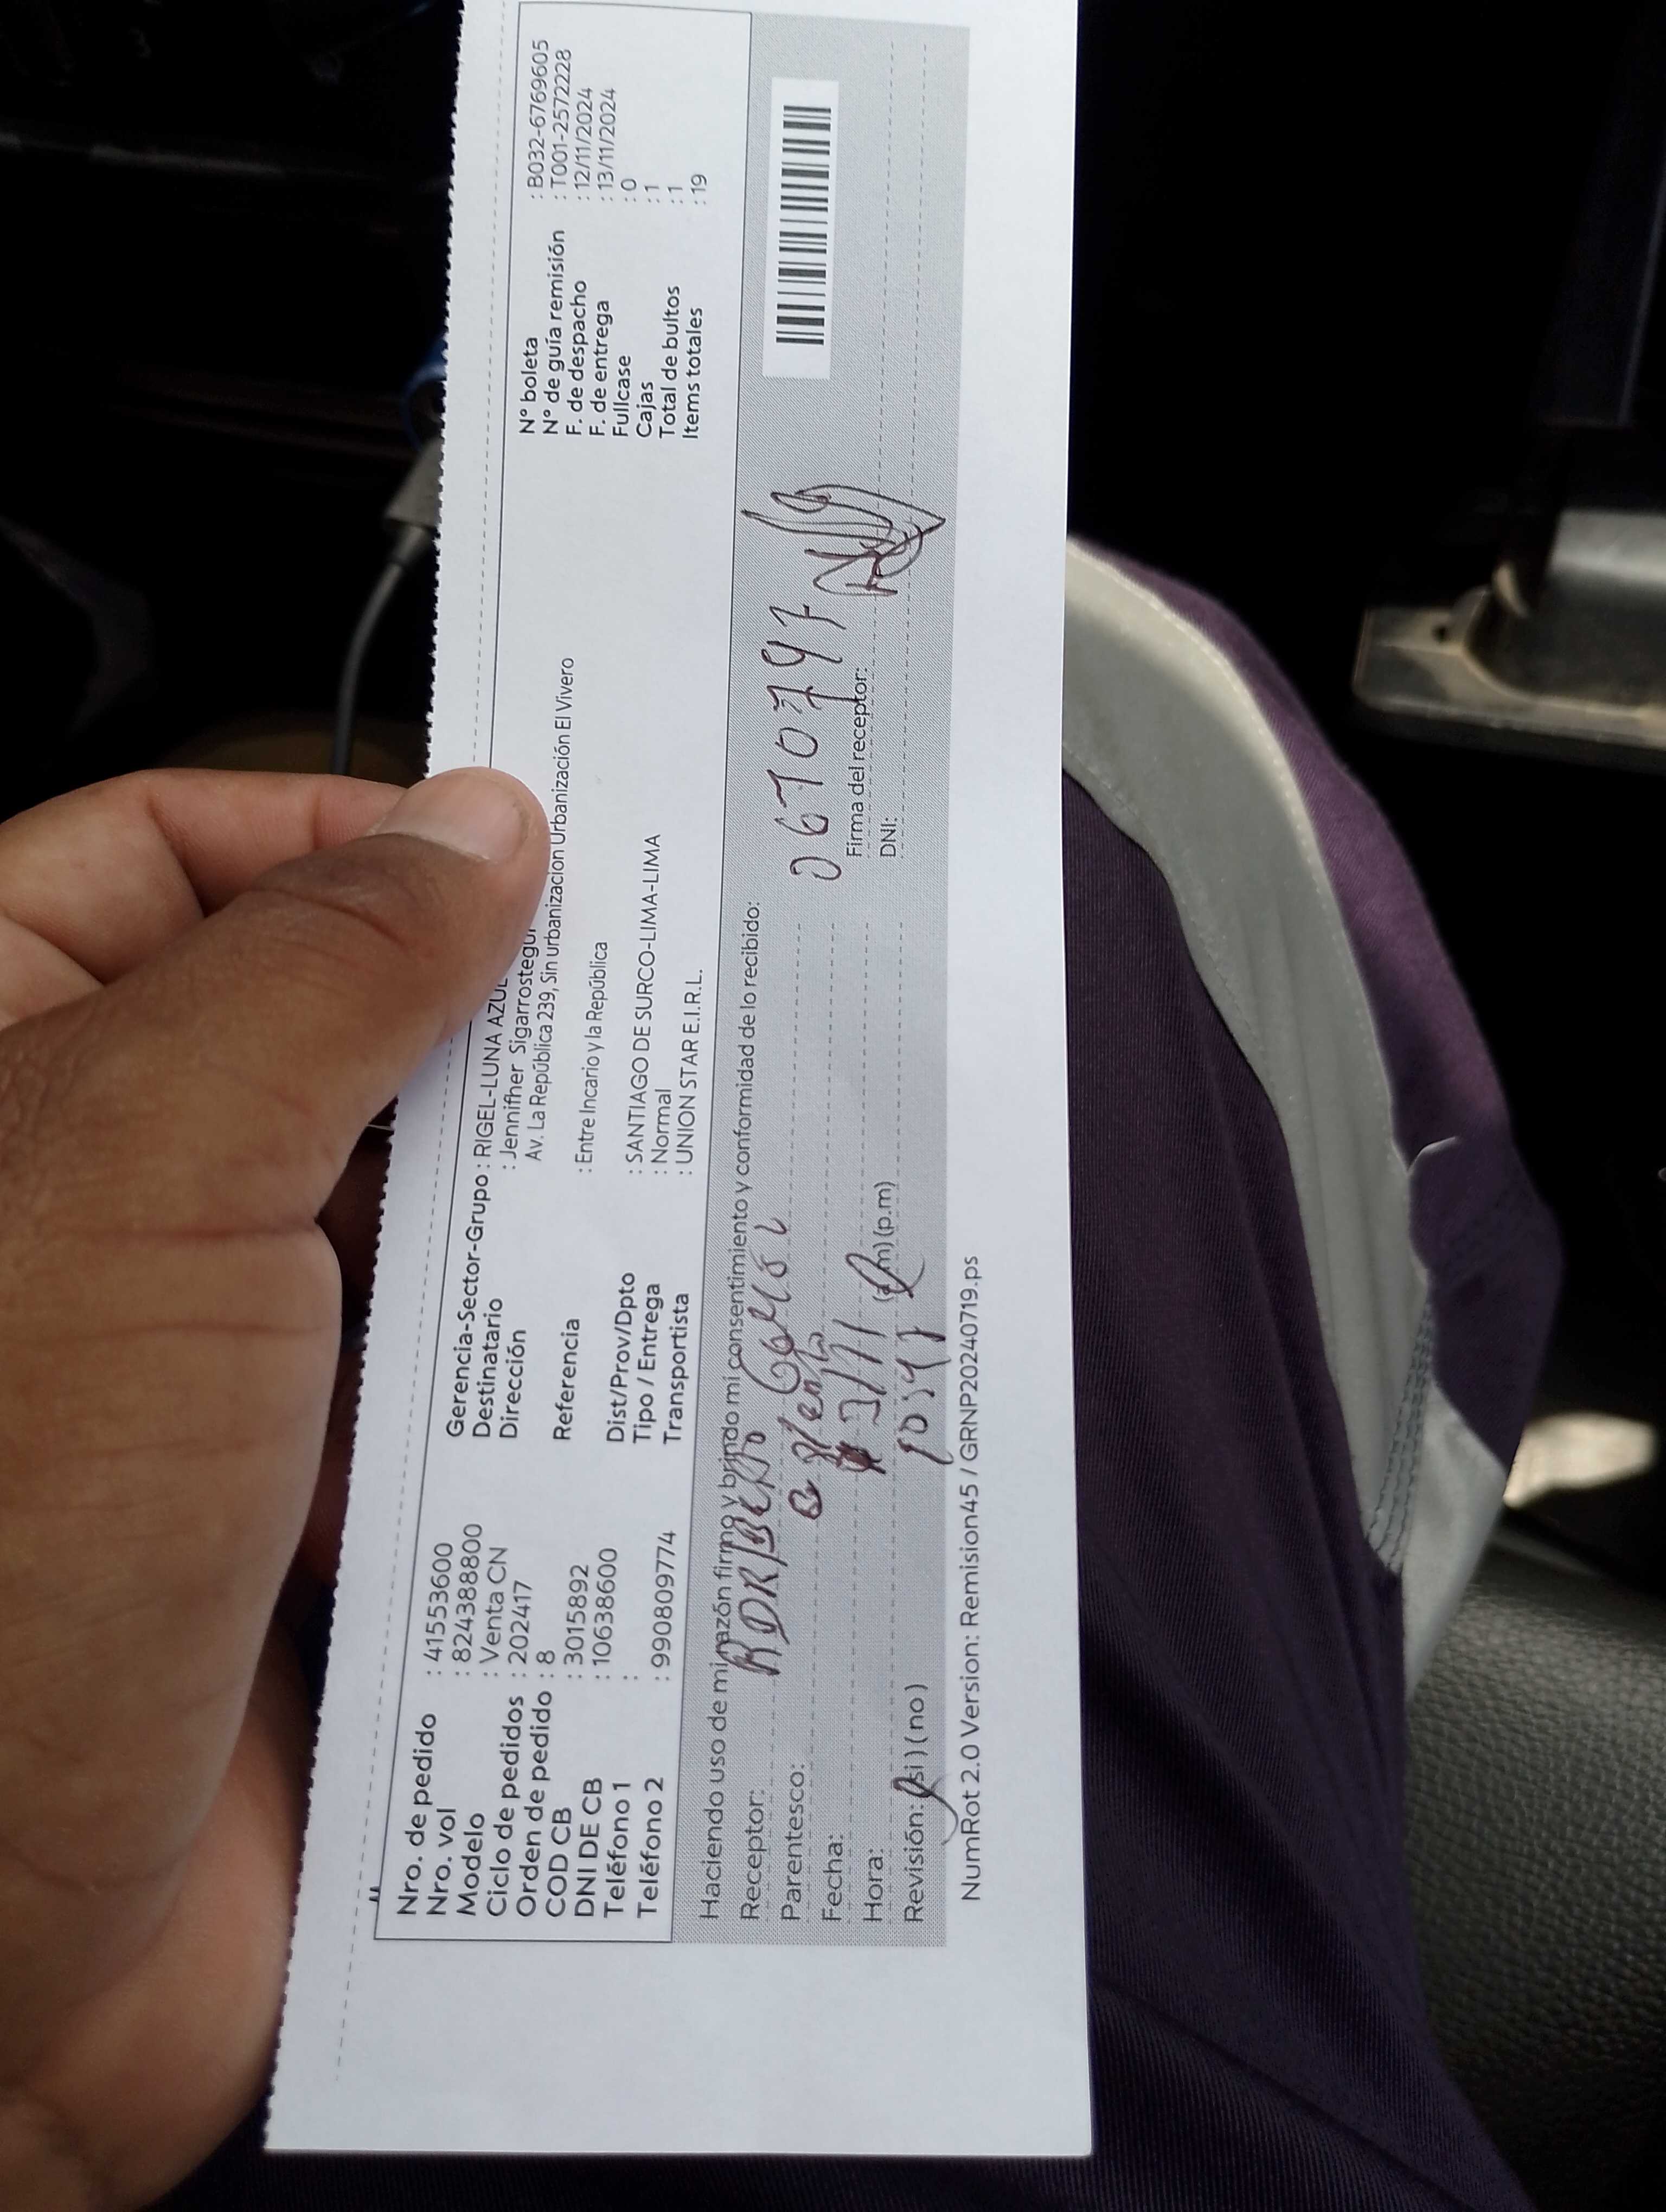 Nro. de pedido : 41553600
Nro. vol : 8243888800
Modelo : Venta CN
Ciclo de pedidos : 202417
Orden de pedido : 8
COD CB : 3015892
DNI DE CB : 10638600
Teléfono 1 :
Teléfono 2 : 990809774
Gerencia-Sector-Grupo : RIGEL-LUNA AZUL
Destinatario : Jennifher Sigarrostegui
Dirección Av. La República 239, Sin urbanizacion Urbanización El Vivero
Referencia : Entre Incario y la República
Dist/Prov/Dpto : SANTIAGO DE SURCO-LIMA-LIMA
Tipo / Entrega : Normal
Transportista : UNION STAR E.I.R.L.
N° boleta : B032-6769605
N° de guía remisión : T001-2572228
F. de despacho : 12/11/2024
F. de entrega : 13/11/2024
Fullcase : 0
Cajas : 1
Total de bultos : 1
Items totales : 19
Haciendo uso de mi razón firmo y brindo mi consentimiento y conformidad de lo recibido:
Receptor:
Parentesco:
Fecha:
Hora: (p.m)
Revisión: (si) (no)
Firma del receptor:
DNI:
NumRot 2.0 Version: Remision45 / GRNP20240719.ps